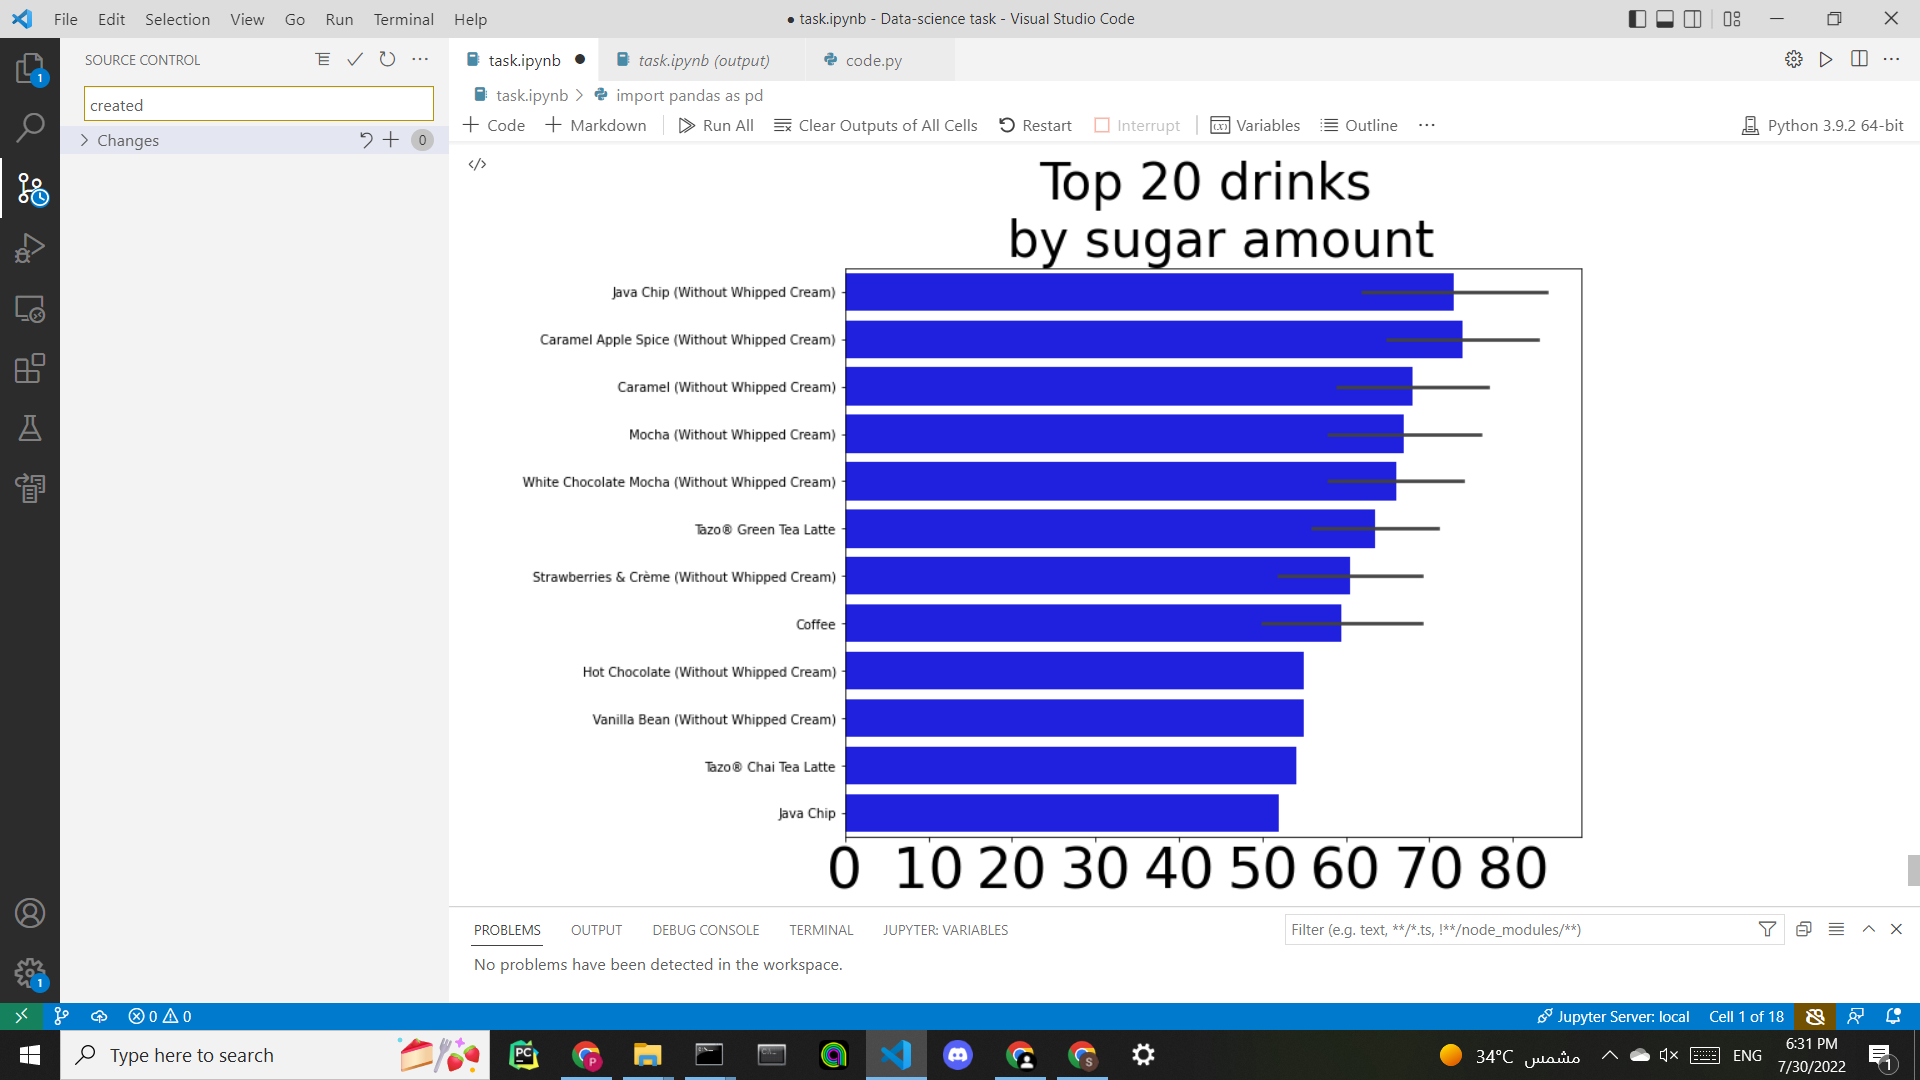 File Edit Selection View Go Run Terminal Help
● task.ipynb - Data-science task - Visual Studio Code
SOURCE CONTROL
created
Changes
0
1
1
task.ipynb
task.ipynb (output)
code.py
task.ipynb > import pandas as pd
+ Code + Markdown Run All Clear Outputs of All Cells Restart Interrupt Variables Outline ...
Python 3.9.2 64-bit
Top 20 drinks
by sugar amount
Java Chip (Without Whipped Cream)
Caramel Apple Spice (Without Whipped Cream)
Caramel (Without Whipped Cream)
Mocha (Without Whipped Cream)
White Chocolate Mocha (Without Whipped Cream)
Tazo® Green Tea Latte
Strawberries & Crème (Without Whipped Cream)
Coffee
Hot Chocolate (Without Whipped Cream)
Vanilla Bean (Without Whipped Cream)
Tazo® Chai Tea Latte
Java Chip
0 10 20 30 40 50 60 70 80
PROBLEMS OUTPUT DEBUG CONSOLE TERMINAL JUPYTER: VARIABLES
Filter (e.g. text, **/*.ts, !**/node_modules/**)
No problems have been detected in the workspace.
0 0
Jupyter Server: local
Cell 1 of 18
Type here to search
PC
P
S
34°C مشمس
ENG
6:31 PM
7/30/2022
1